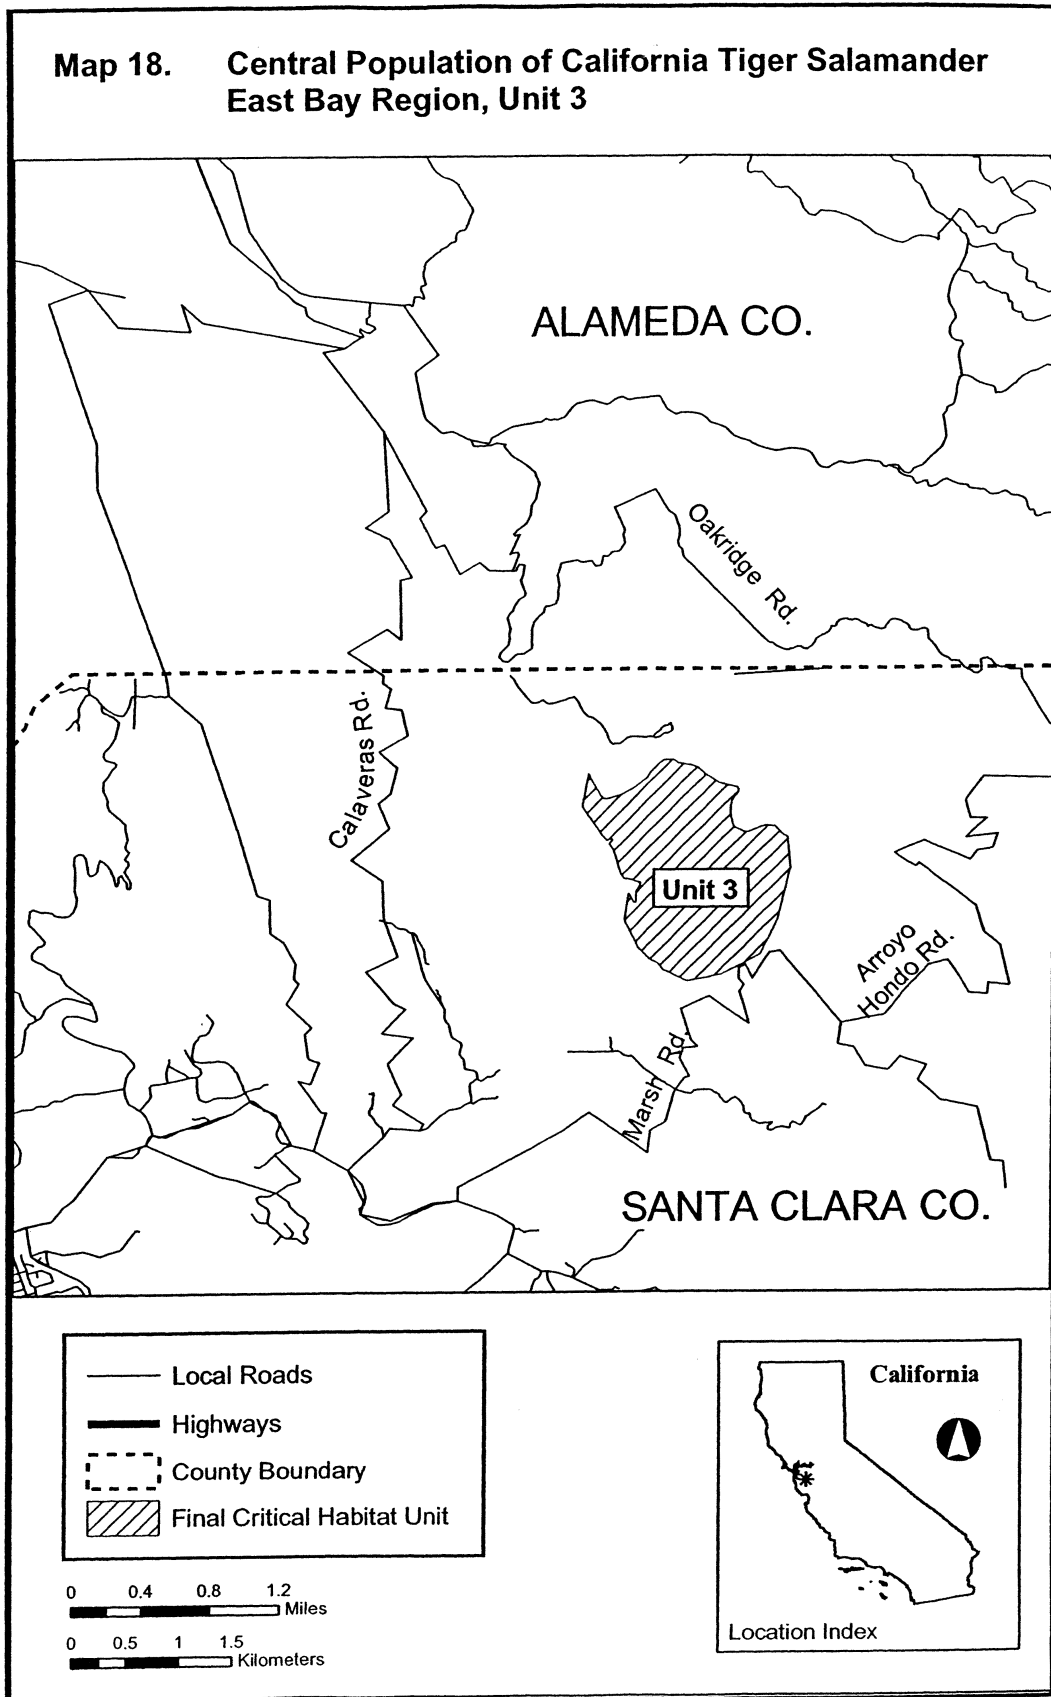 Map 18. Central Population of California Tiger Salamander
East Bay Region, Unit 3
ALAMEDA CO.
Oakridge Rd.
Calaveras Rd.
Unit 3
Arroyo
Hondo Rd.
Marsh Rd.
SANTA CLARA CO.
Local Roads
Highways
County Boundary
Final Critical Habitat Unit
0 0.4 0.8 1.2
Miles
0 0.5 1 1.5
Kilometers
California
Location Index